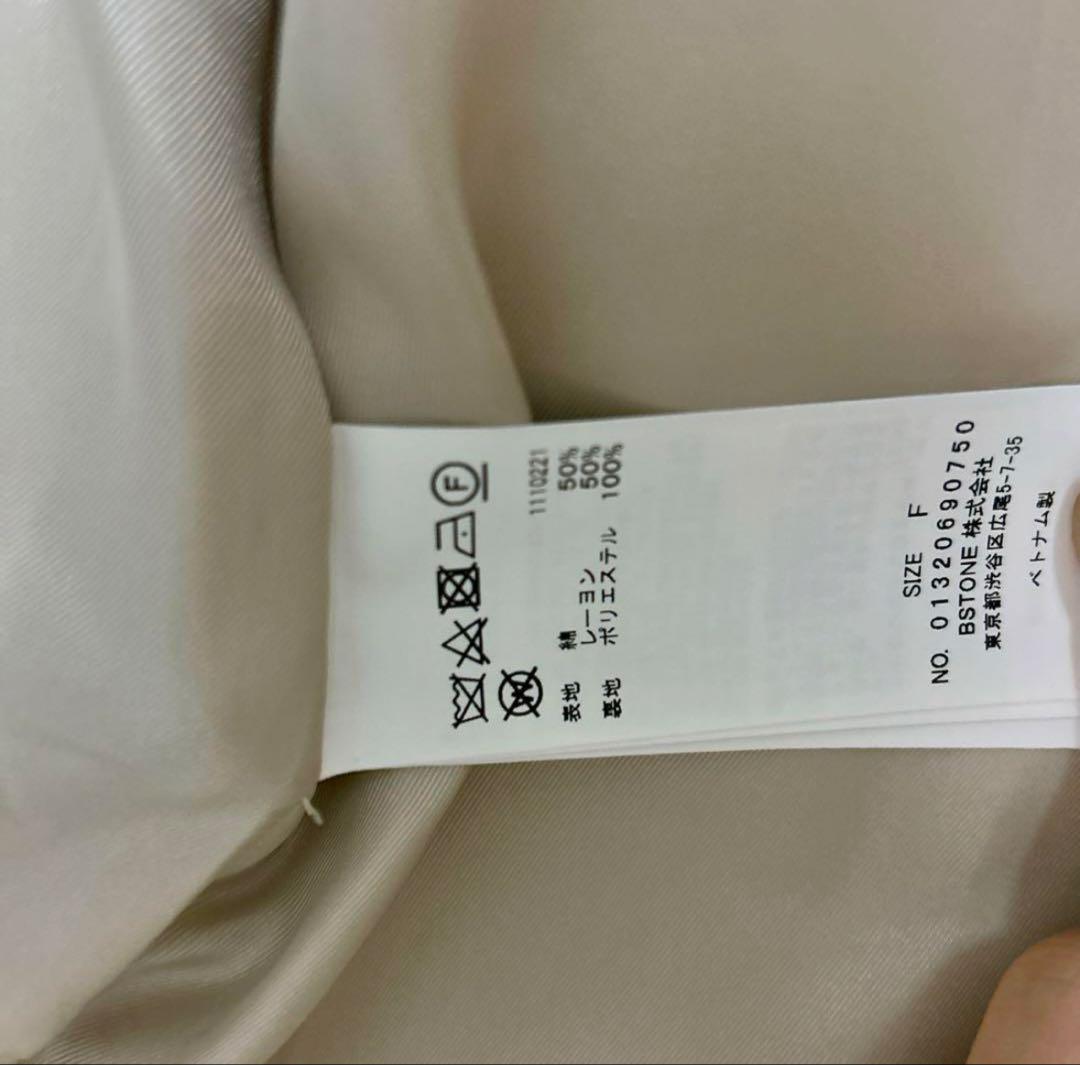 1110221
表地 綿 50%
レーヨン 50%
裏地 ポリエステル 100%
SIZE F
NO. 0132069075０
BSTONE 株式会社
東京都渋谷区広尾5-7-35
ベトナム製